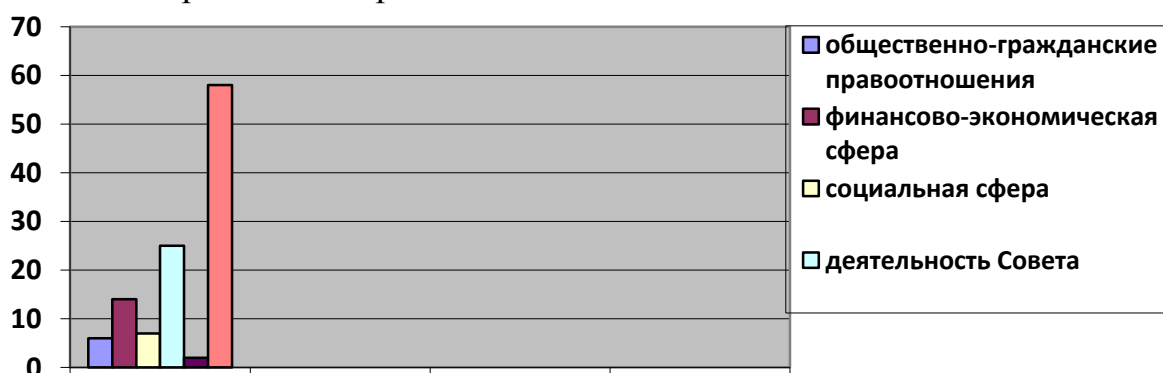 70
60
50
40
30
20
10
0
общественно-гражданские
правоотношения
финансово-экономическая
сфера
социальная сфера
деятельность Совета